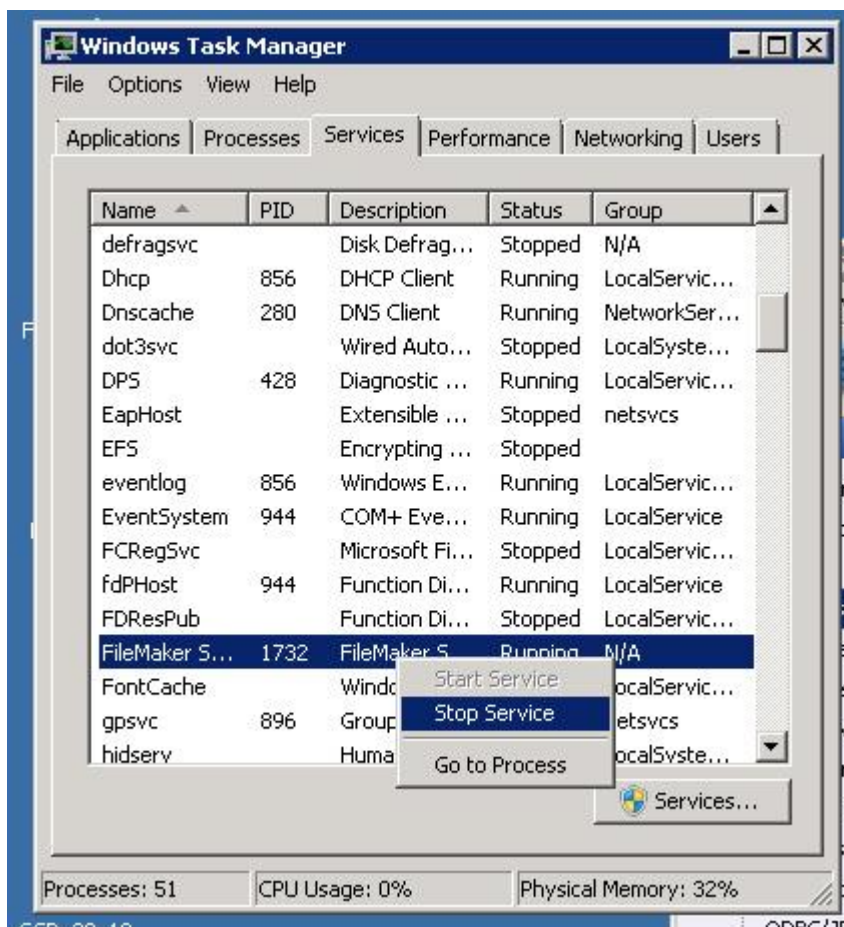 Windows Task Manager
File Options View Help
Applications Processes Services Performance Networking Users
Name PID Description Status Group
defragsvc Disk Defrag... Stopped N/A
Dhcp 856 DHCP Client Running LocalServic...
Dnscache 280 DNS Client Running NetworkSer...
dot3svc Wired Auto... Stopped LocalSyste...
DPS 428 Diagnostic ... Running LocalServic...
EapHost Extensible ... Stopped netsvcs
EFS Encrypting ... Stopped
eventlog 856 Windows E... Running LocalServic...
EventSystem 944 COM+ Eve... Running LocalService
FCRegSvc Microsoft Fi... Stopped LocalServic...
fdPHost 944 Function Di... Running LocalService
FDResPub Function Di... Stopped LocalServic...
FileMaker S... 1732 FileMaker S... Running N/A
Start Service
FontCache Windo ocalServic...
Stop Service
gpsvc 896 Group etsvcs
hidserv Huma ocalSyste...
Go to Process
Services...
Processes: 51 CPU Usage: 0% Physical Memory: 32%